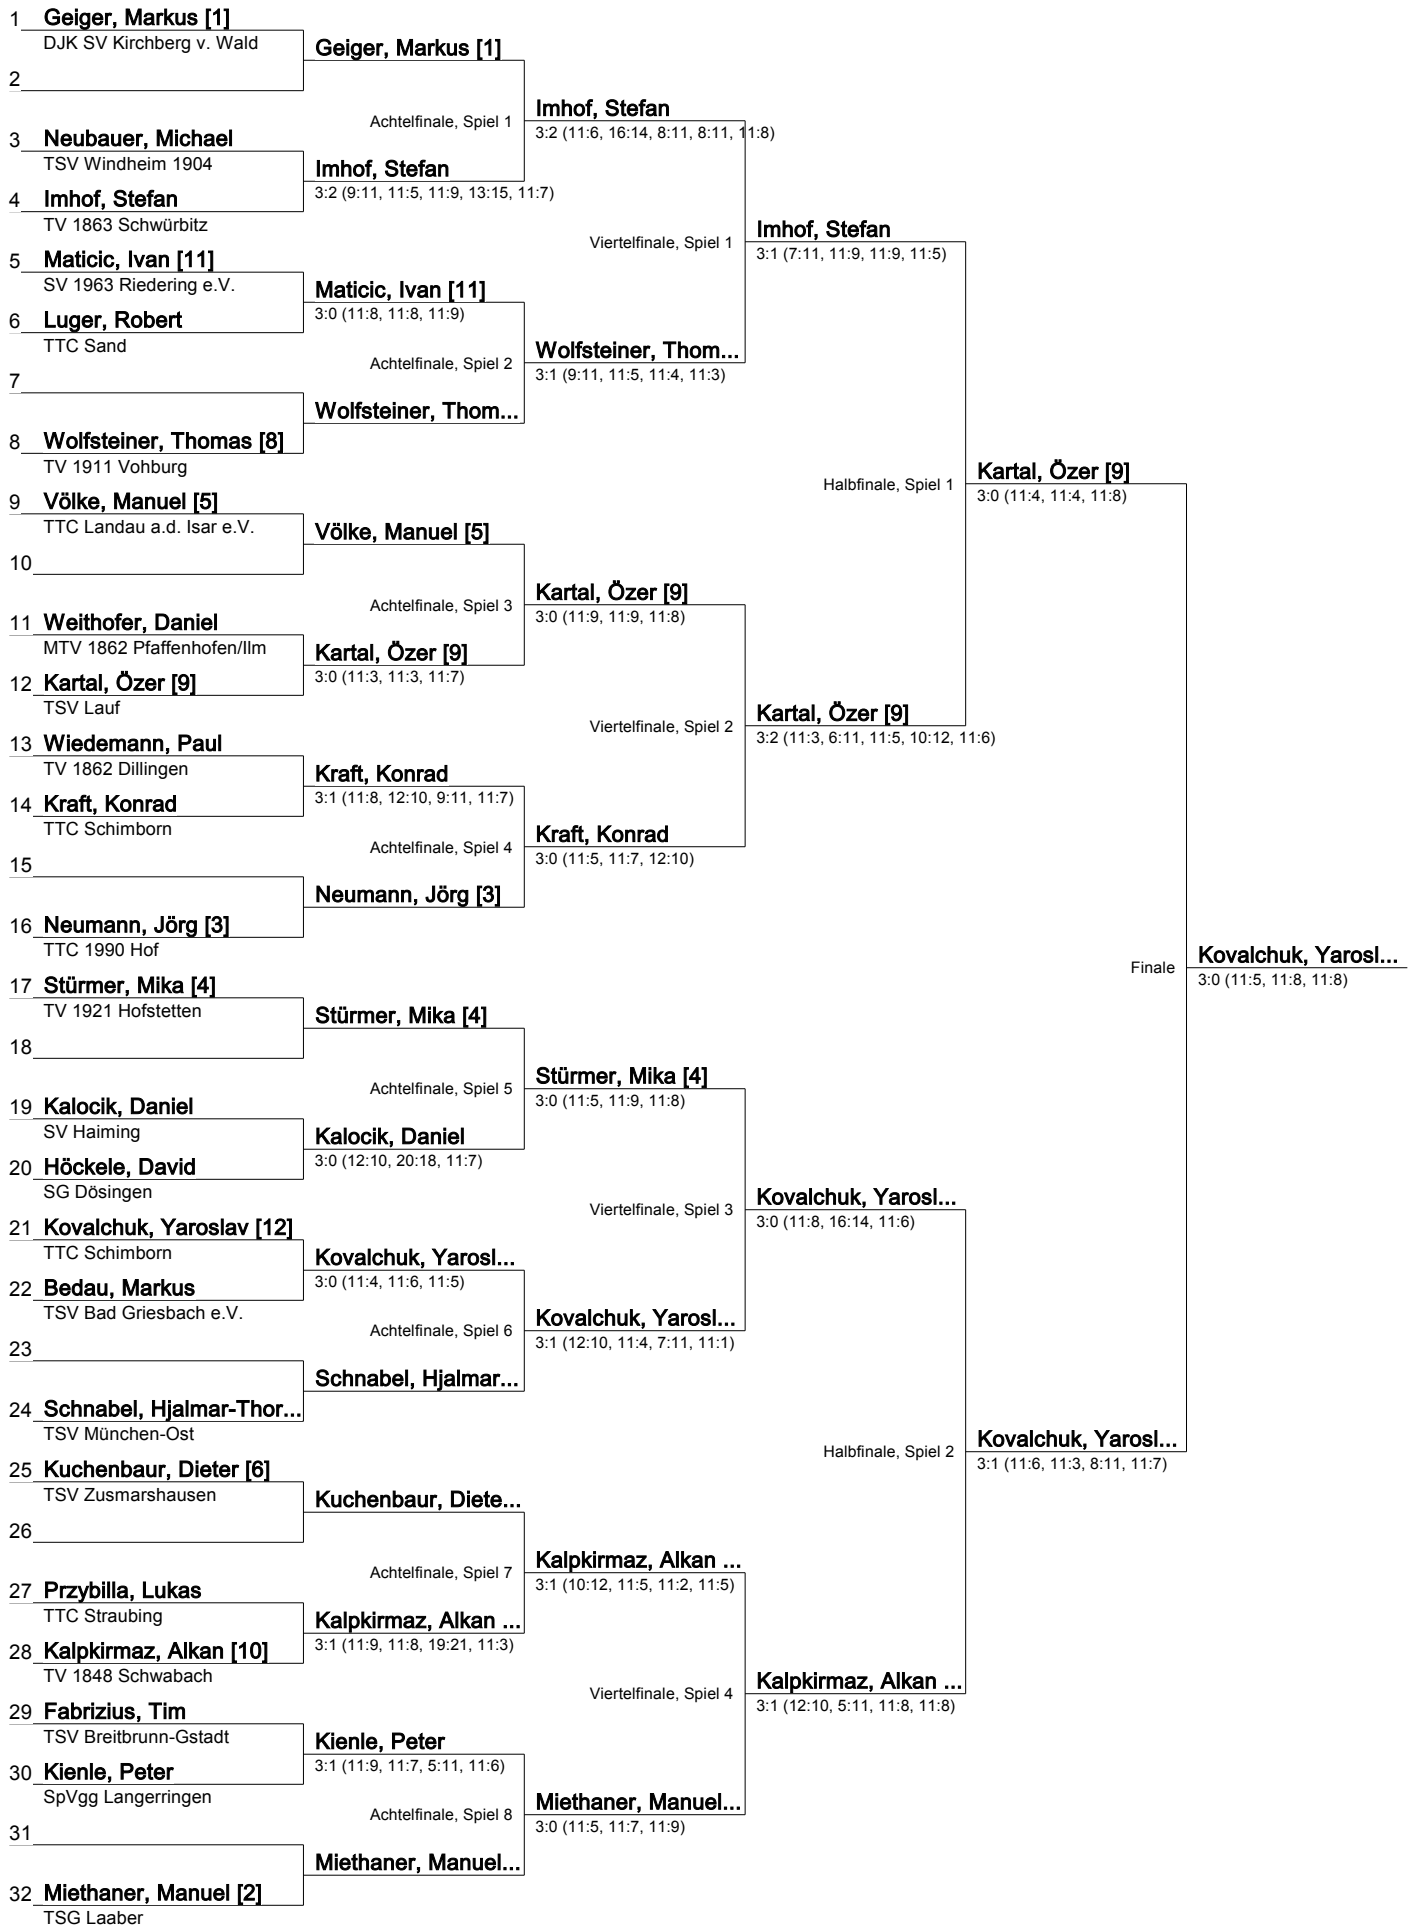 1 Geiger, Markus [1]
DJK SV Kirchberg v. Wald
Geiger, Markus [1]
2
Achtelfinale, Spiel 1
Imhof, Stefan
3:2 (11:6, 16:14, 8:11, 8:11, 11:8)
3 Neubauer, Michael
TSV Windheim 1904
Imhof, Stefan
3:2 (9:11, 11:5, 11:9, 13:15, 11:7)
4 Imhof, Stefan
TV 1863 Schwürbitz
Viertelfinale, Spiel 1
Imhof, Stefan
3:1 (7:11, 11:9, 11:9, 11:5)
5 Maticic, Ivan [11]
SV 1963 Riedering e.V.
Maticic, Ivan [11]
3:0 (11:8, 11:8, 11:9)
6 Luger, Robert
TTC Sand
Achtelfinale, Spiel 2
Wolfsteiner, Thom...
3:1 (9:11, 11:5, 11:4, 11:3)
7
Wolfsteiner, Thom...
8 Wolfsteiner, Thomas [8]
TV 1911 Vohburg
Halbfinale, Spiel 1
Kartal, Özer [9]
3:0 (11:4, 11:4, 11:8)
9 Völke, Manuel [5]
TTC Landau a.d. Isar e.V.
Völke, Manuel [5]
10
Achtelfinale, Spiel 3
Kartal, Özer [9]
3:0 (11:9, 11:9, 11:8)
11 Weithofer, Daniel
MTV 1862 Pfaffenhofen/Ilm
Kartal, Özer [9]
3:0 (11:3, 11:3, 11:7)
12 Kartal, Özer [9]
TSV Lauf
Viertelfinale, Spiel 2
Kartal, Özer [9]
3:2 (11:3, 6:11, 11:5, 10:12, 11:6)
13 Wiedemann, Paul
TV 1862 Dillingen
Kraft, Konrad
3:1 (11:8, 12:10, 9:11, 11:7)
14 Kraft, Konrad
TTC Schimborn
Achtelfinale, Spiel 4
Kraft, Konrad
3:0 (11:5, 11:7, 12:10)
15
Neumann, Jörg [3]
16 Neumann, Jörg [3]
TTC 1990 Hof
Finale
Kovalchuk, Yarosl...
3:0 (11:5, 11:8, 11:8)
17 Stürmer, Mika [4]
TV 1921 Hofstetten
Stürmer, Mika [4]
18
Achtelfinale, Spiel 5
Stürmer, Mika [4]
3:0 (11:5, 11:9, 11:8)
19 Kalocik, Daniel
SV Haiming
Kalocik, Daniel
3:0 (12:10, 20:18, 11:7)
20 Höckele, David
SG Dösingen
Viertelfinale, Spiel 3
Kovalchuk, Yarosl...
3:0 (11:8, 16:14, 11:6)
21 Kovalchuk, Yaroslav [12]
TTC Schimborn
Kovalchuk, Yarosl...
3:0 (11:4, 11:6, 11:5)
22 Bedau, Markus
TSV Bad Griesbach e.V.
Achtelfinale, Spiel 6
Kovalchuk, Yarosl...
3:1 (12:10, 11:4, 7:11, 11:1)
23
Schnabel, Hjalmar...
24 Schnabel, Hjalmar-Thor...
TSV München-Ost
Halbfinale, Spiel 2
Kovalchuk, Yarosl...
3:1 (11:6, 11:3, 8:11, 11:7)
25 Kuchenbaur, Dieter [6]
TSV Zusmarshausen
Kuchenbaur, Diete...
26
Achtelfinale, Spiel 7
Kalpkirmaz, Alkan ...
3:1 (10:12, 11:5, 11:2, 11:5)
27 Przybilla, Lukas
TTC Straubing
Kalpkirmaz, Alkan ...
3:1 (11:9, 11:8, 19:21, 11:3)
28 Kalpkirmaz, Alkan [10]
TV 1848 Schwabach
Viertelfinale, Spiel 4
Kalpkirmaz, Alkan ...
3:1 (12:10, 5:11, 11:8, 11:8)
29 Fabrizius, Tim
TSV Breitbrunn-Gstadt
Kienle, Peter
3:1 (11:9, 11:7, 5:11, 11:6)
30 Kienle, Peter
SpVgg Langerringen
Achtelfinale, Spiel 8
Miethaner, Manuel...
3:0 (11:5, 11:7, 11:9)
31
Miethaner, Manuel...
32 Miethaner, Manuel [2]
TSG Laaber